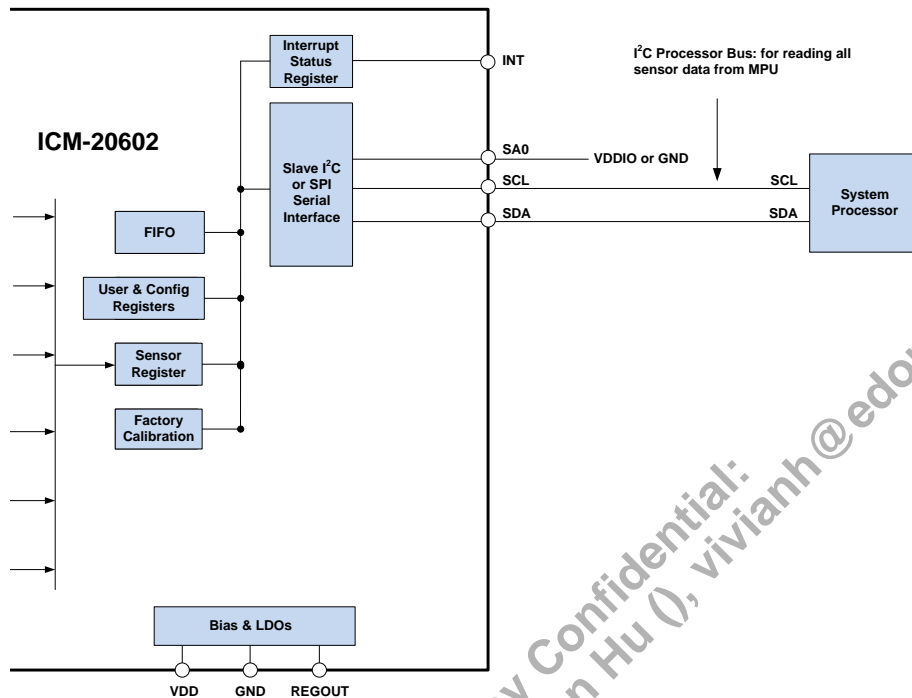 Interrupt
Status
Register
INT
I²C Processor Bus: for reading all
sensor data from MPU
ICM-20602
Slave I²C
or SPI
Serial
Interface
SA0
VDDIO or GND
SCL
SCL
SDA
SDA
System
Processor
FIFO
User & Config
Registers
Sensor
Register
Factory
Calibration
Bias & LDOs
VDD
GND
REGOUT
Confidential:
Hu (), vivianh@edo